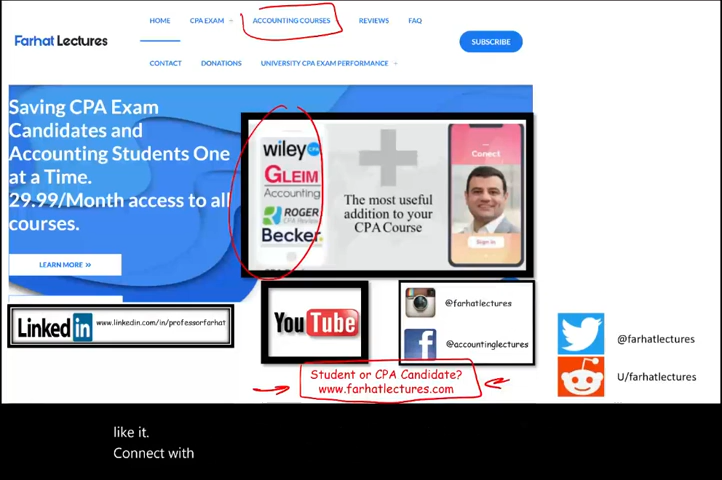 HOME CPA EXAM ACCOUNTING COURSES REVIEWS FAQ
Farhat Lectures
SUBSCRIBE
CONTACT DONATIONS UNIVERSITY CPA EXAM PERFORMANCE
Saving CPA Exam
Candidates and
Accounting Students One
at a Time.
29.99/Month access to all
courses.
LEARN MORE »
wiley CPA
GLEIM
Accounting
ROGER
CPA Review
Becker.
The most useful
addition to your
CPA Course
Conect
Sign in
Linked in www.linkedin.com/in/professorfarhat
YouTube
@farhatlectures
@accountinglectures
@farhatlectures
U/farhatlectures
Student or CPA Candidate?
www.farhatlectures.com
like it.
Connect with